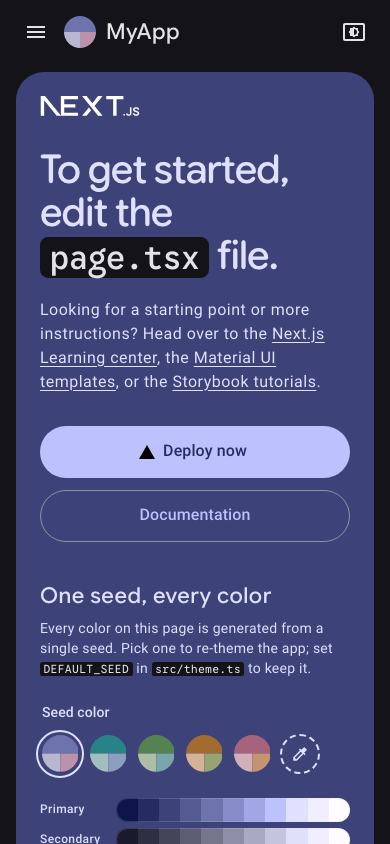 MyApp
NEXT.JS
To get started,
edit the
page.tsx file.
Looking for a starting point or more
instructions? Head over to the Next.js
Learning center, the Material UI
templates, or the Storybook tutorials.
Deploy now
Documentation
One seed, every color
Every color on this page is generated from a
single seed. Pick one to re-theme the app; set
DEFAULT_SEED in src/theme.ts to keep it.
Seed color
Primary
Secondary